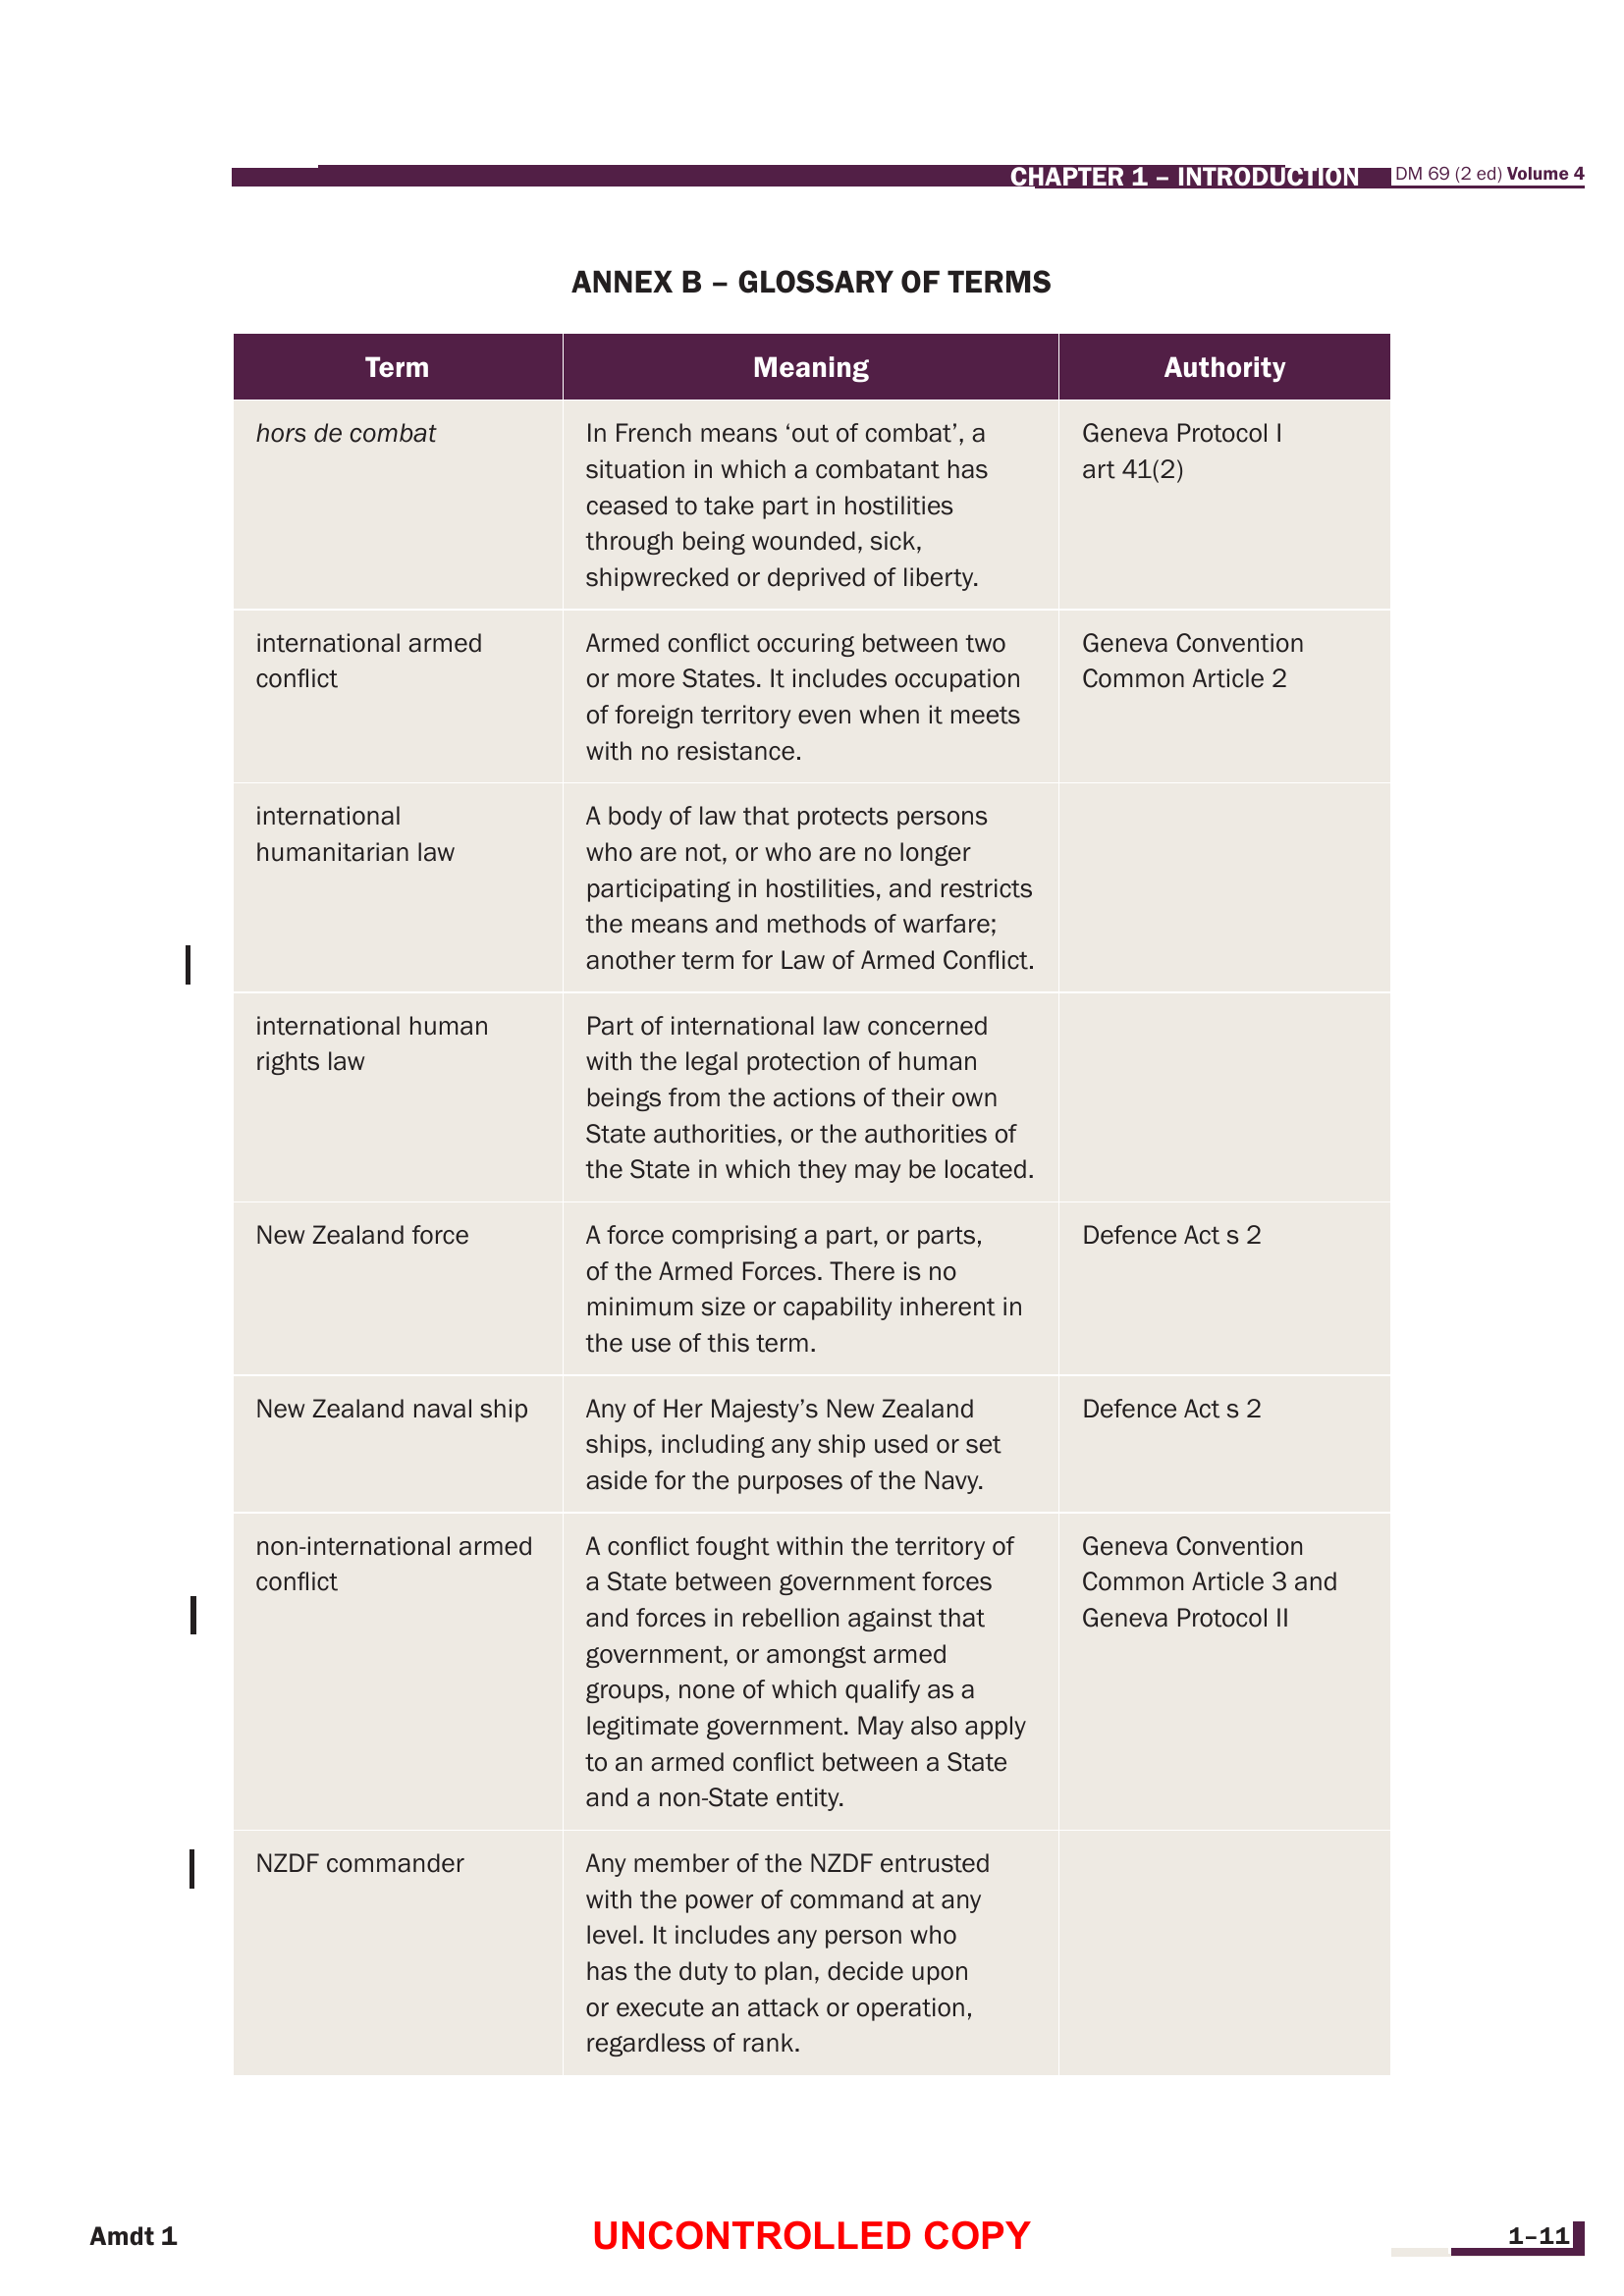 CHAPTER 1 – INTRODUCTION
DM 69 (2 ed) Volume 4
ANNEX B – GLOSSARY OF TERMS
Term
Meaning
Authority
hors de combat
In French means ‘out of combat’, a
situation in which a combatant has
ceased to take part in hostilities
through being wounded, sick,
shipwrecked or deprived of liberty.
Geneva Protocol I
art 41(2)
international armed
conflict
Armed conflict occuring between two
or more States. It includes occupation
of foreign territory even when it meets
with no resistance.
Geneva Convention
Common Article 2
international
humanitarian law
A body of law that protects persons
who are not, or who are no longer
participating in hostilities, and restricts
the means and methods of warfare;
another term for Law of Armed Conflict.
international human
rights law
Part of international law concerned
with the legal protection of human
beings from the actions of their own
State authorities, or the authorities of
the State in which they may be located.
New Zealand force
A force comprising a part, or parts,
of the Armed Forces. There is no
minimum size or capability inherent in
the use of this term.
Defence Act s 2
New Zealand naval ship
Any of Her Majesty’s New Zealand
ships, including any ship used or set
aside for the purposes of the Navy.
Defence Act s 2
non-international armed
conflict
A conflict fought within the territory of
a State between government forces
and forces in rebellion against that
government, or amongst armed
groups, none of which qualify as a
legitimate government. May also apply
to an armed conflict between a State
and a non-State entity.
Geneva Convention
Common Article 3 and
Geneva Protocol II
NZDF commander
Any member of the NZDF entrusted
with the power of command at any
level. It includes any person who
has the duty to plan, decide upon
or execute an attack or operation,
regardless of rank.
Amdt 1
UNCONTROLLED COPY
1–11